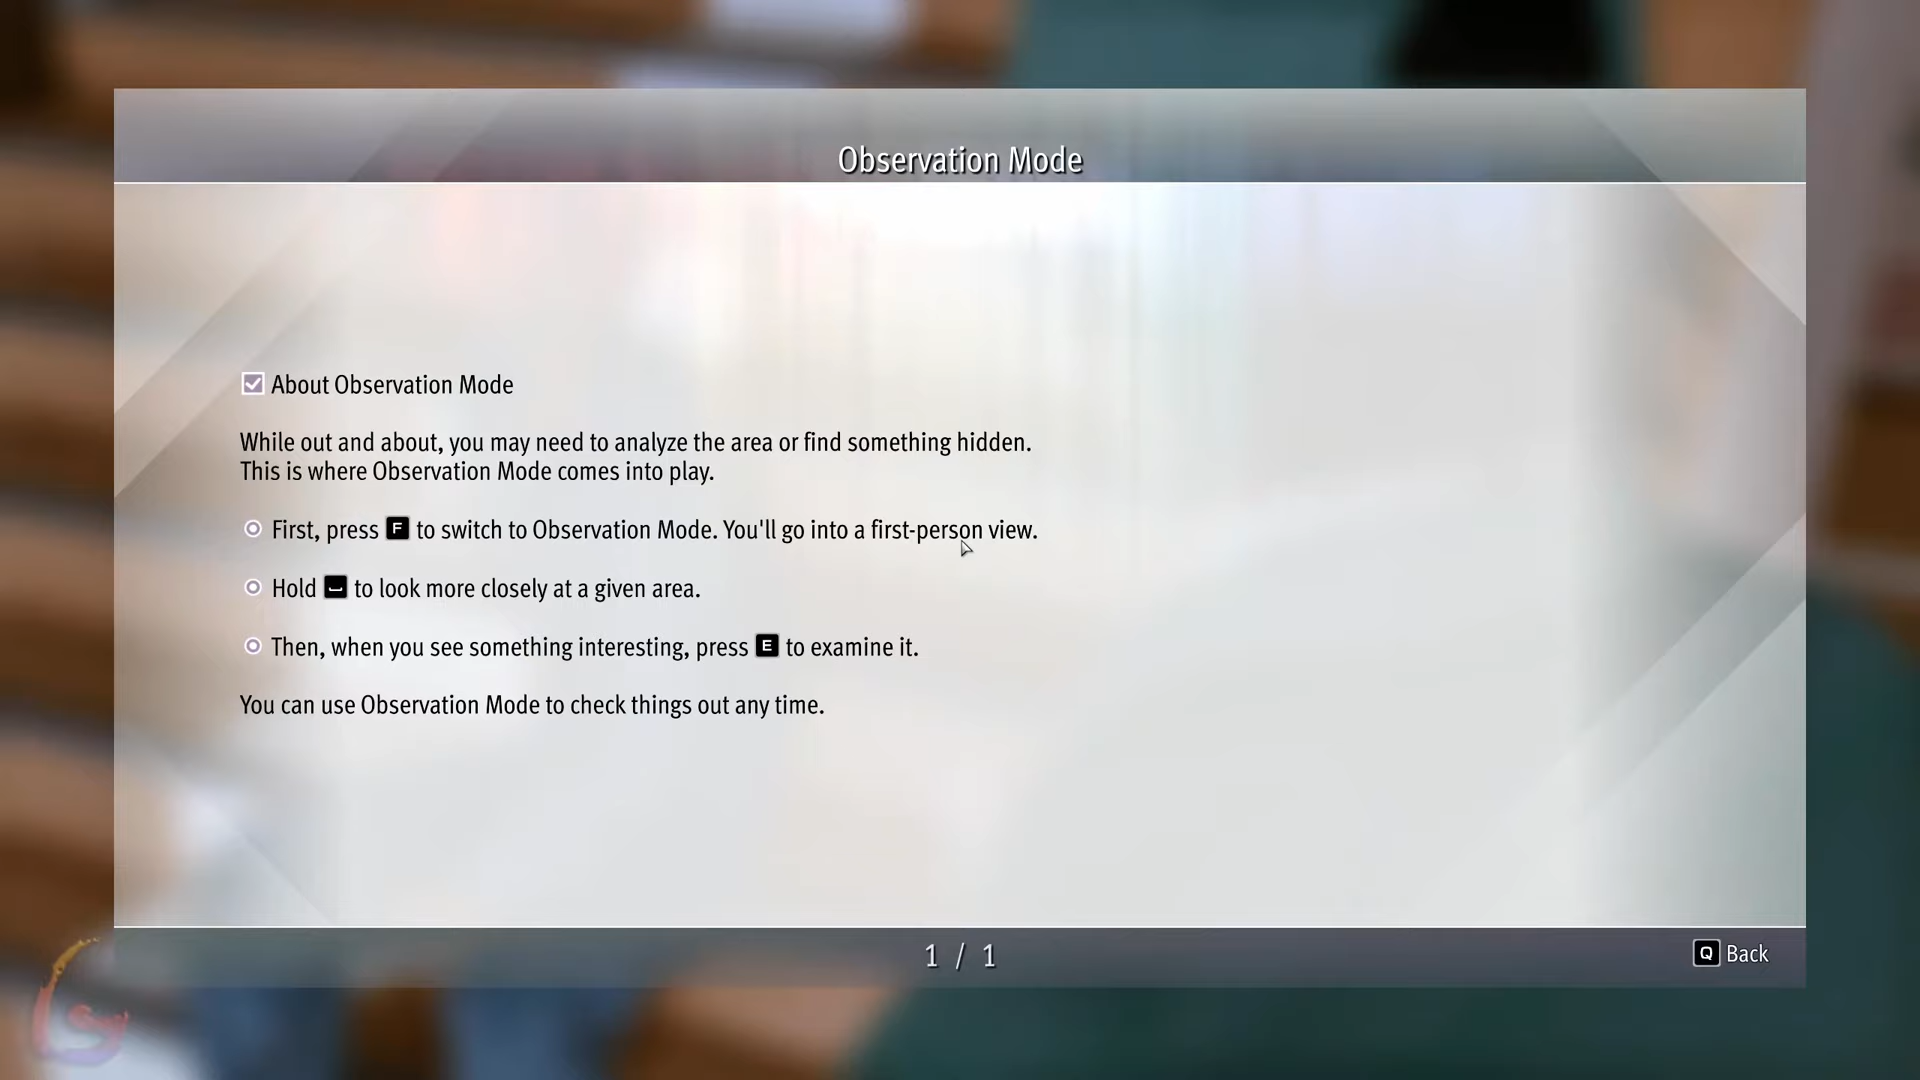 Observation Mode
About Observation Mode
While out and about, you may need to analyze the area or find something hidden.
This is where Observation Mode comes into play.
First, press F to switch to Observation Mode. You'll go into a first-person view.
Hold to look more closely at a given area.
Then, when you see something interesting, press E to examine it.
You can use Observation Mode to check things out any time.
1 / 1
Q Back